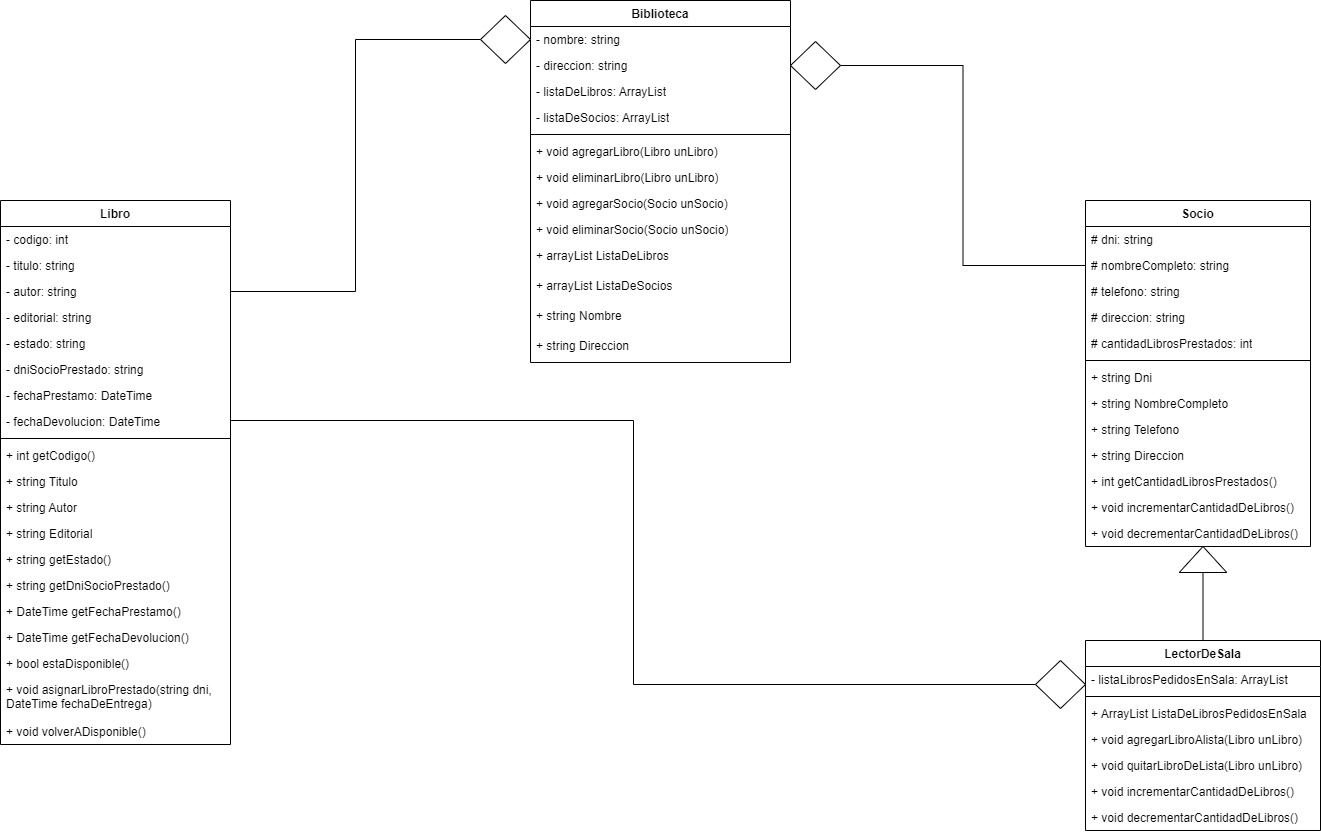 Biblioteca
- nombre: string
- direccion: string
- listaDeLibros: ArrayList
- listaDeSocios: ArrayList
+ void agregarLibro(Libro unLibro)
+ void eliminarLibro(Libro unLibro)
+ void agregarSocio(Socio unSocio)
+ void eliminarSocio(Socio unSocio)
+ arrayList ListaDeLibros
+ arrayList ListaDeSocios
+ string Nombre
+ string Direccion
Libro
- codigo: int
- titulo: string
- autor: string
- editorial: string
- estado: string
- dniSocioPrestado: string
- fechaPrestamo: DateTime
- fechaDevolucion: DateTime
+ int getCodigo()
+ string Titulo
+ string Autor
+ string Editorial
+ string getEstado()
+ string getDniSocioPrestado()
+ DateTime getFechaPrestamo()
+ DateTime getFechaDevolucion()
+ bool estaDisponible()
+ void asignarLibroPrestado(string dni,
DateTime fechaDeEntrega)
+ void volverADisponible()
Socio
# dni: string
# nombreCompleto: string
# telefono: string
# direccion: string
# cantidadLibrosPrestados: int
+ string Dni
+ string NombreCompleto
+ string Telefono
+ string Direccion
+ int getCantidadLibrosPrestados()
+ void incrementarCantidadDeLibros()
+ void decrementarCantidadDeLibros()
LectorDeSala
- listaLibrosPedidosEnSala: ArrayList
+ ArrayList ListaDeLibrosPedidosEnSala
+ void agregarLibroAlista(Libro unLibro)
+ void quitarLibroDeLista(Libro unLibro)
+ void incrementarCantidadDeLibros()
+ void decrementarCantidadDeLibros()